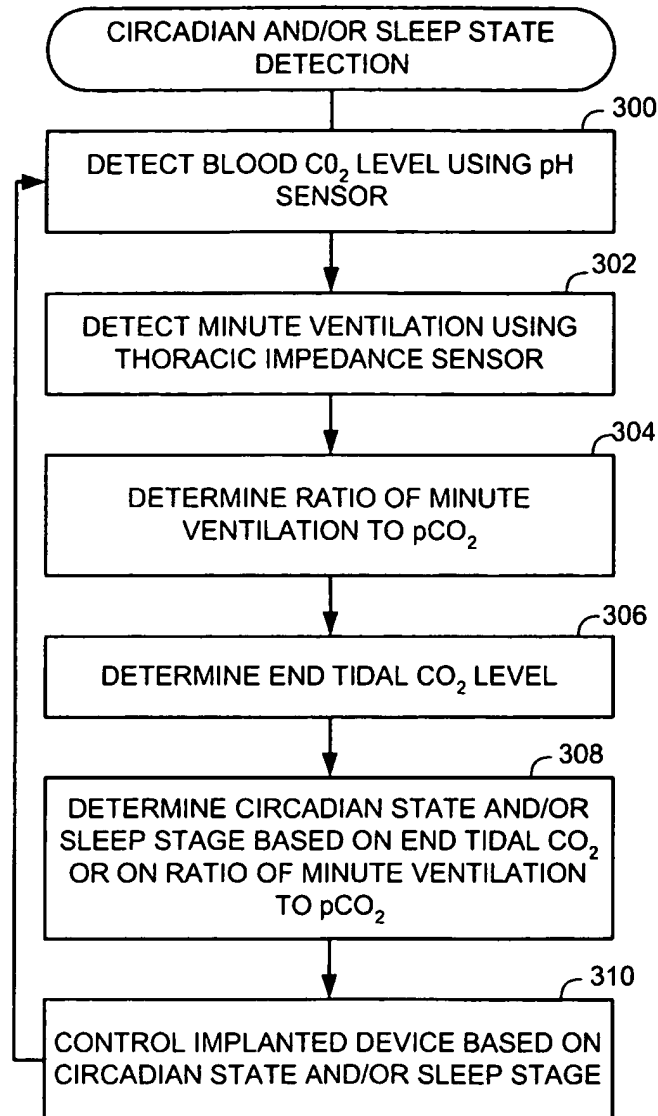 CIRCADIAN AND/OR SLEEP STATE
DETECTION
300
DETECT BLOOD C0₂ LEVEL USING pH
SENSOR
302
DETECT MINUTE VENTILATION USING
THORACIC IMPEDANCE SENSOR
304
DETERMINE RATIO OF MINUTE
VENTILATION TO pCO₂
306
DETERMINE END TIDAL CO₂ LEVEL
308
DETERMINE CIRCADIAN STATE AND/OR
SLEEP STAGE BASED ON END TIDAL CO₂
OR ON RATIO OF MINUTE VENTILATION
TO pCO₂
310
CONTROL IMPLANTED DEVICE BASED ON
CIRCADIAN STATE AND/OR SLEEP STAGE